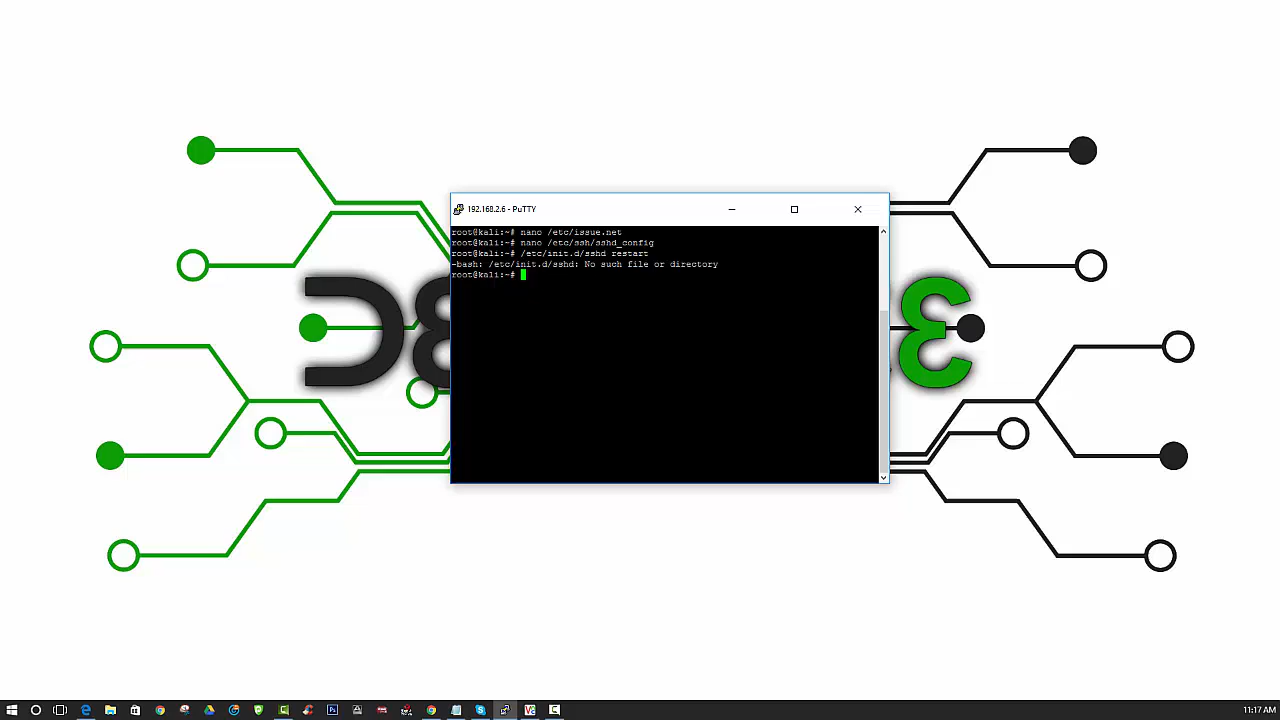 192.168.2.6 - PuTTY
root@kali:~# nano /etc/issue.net
root@kali:~# nano /etc/ssh/sshd_config
root@kali:~# /etc/init.d/sshd restart
-bash: /etc/init.d/sshd: No such file or directory
root@kali:~#
11:17 AM